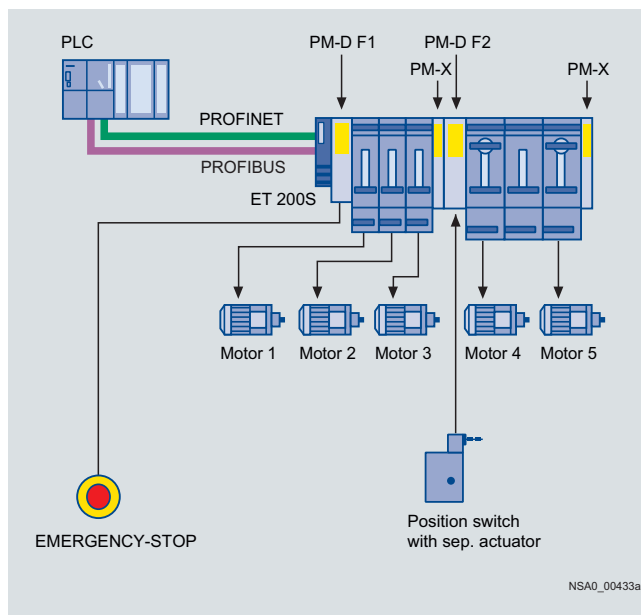 PLC
PM-D F1
PM-D F2
PM-X
PM-X
PROFINET
PROFIBUS
ET 200S
Motor 1
Motor 2
Motor 3
Motor 4
Motor 5
EMERGENCY-STOP
Position switch
with sep. actuator
NSA0_00433a